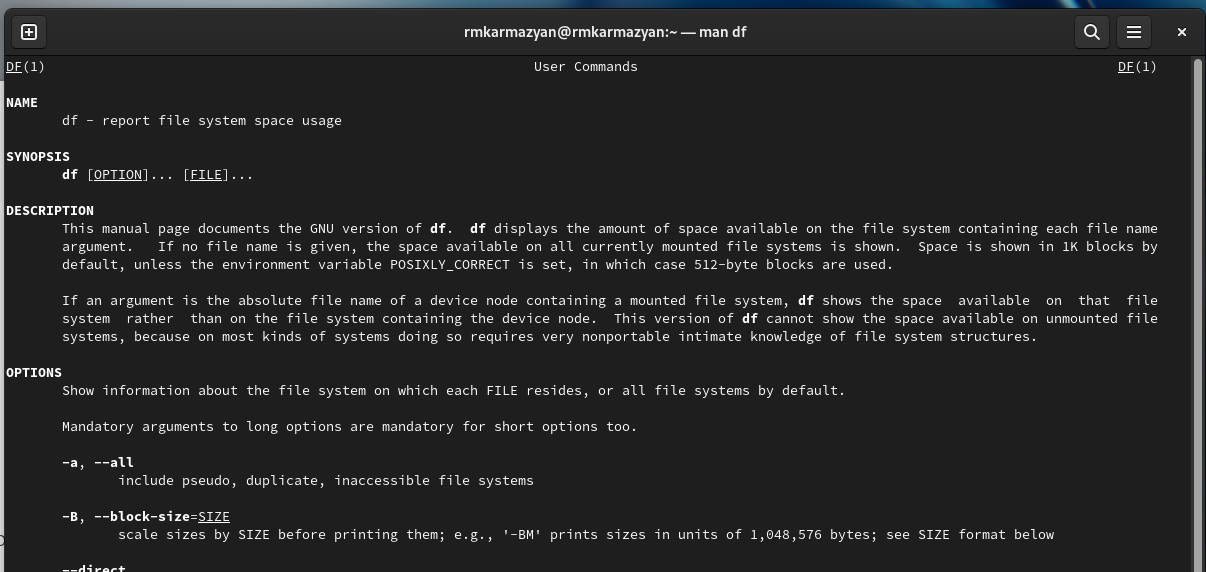 rmkarmazyan@rmkarmazyan:~ — man df
DF(1) User Commands DF(1)
NAME
df - report file system space usage
SYNOPSIS
df [OPTION]... [FILE]...
DESCRIPTION
This manual page documents the GNU version of df.  df displays the amount of space available on the file system containing each file name
argument.   If no file name is given, the space available on all currently mounted file systems is shown.  Space is shown in 1K blocks by
default, unless the environment variable POSIXLY_CORRECT is set, in which case 512-byte blocks are used.
If an argument is the absolute file name of a device node containing a mounted file system, df shows the space  available  on  that  file
system  rather  than on the file system containing the device node.  This version of df cannot show the space available on unmounted file
systems, because on most kinds of systems doing so requires very nonportable intimate knowledge of file system structures.
OPTIONS
Show information about the file system on which each FILE resides, or all file systems by default.
Mandatory arguments to long options are mandatory for short options too.
-a, --all
include pseudo, duplicate, inaccessible file systems
-B, --block-size=SIZE
scale sizes by SIZE before printing them; e.g., '-BM' prints sizes in units of 1,048,576 bytes; see SIZE format below
--direct